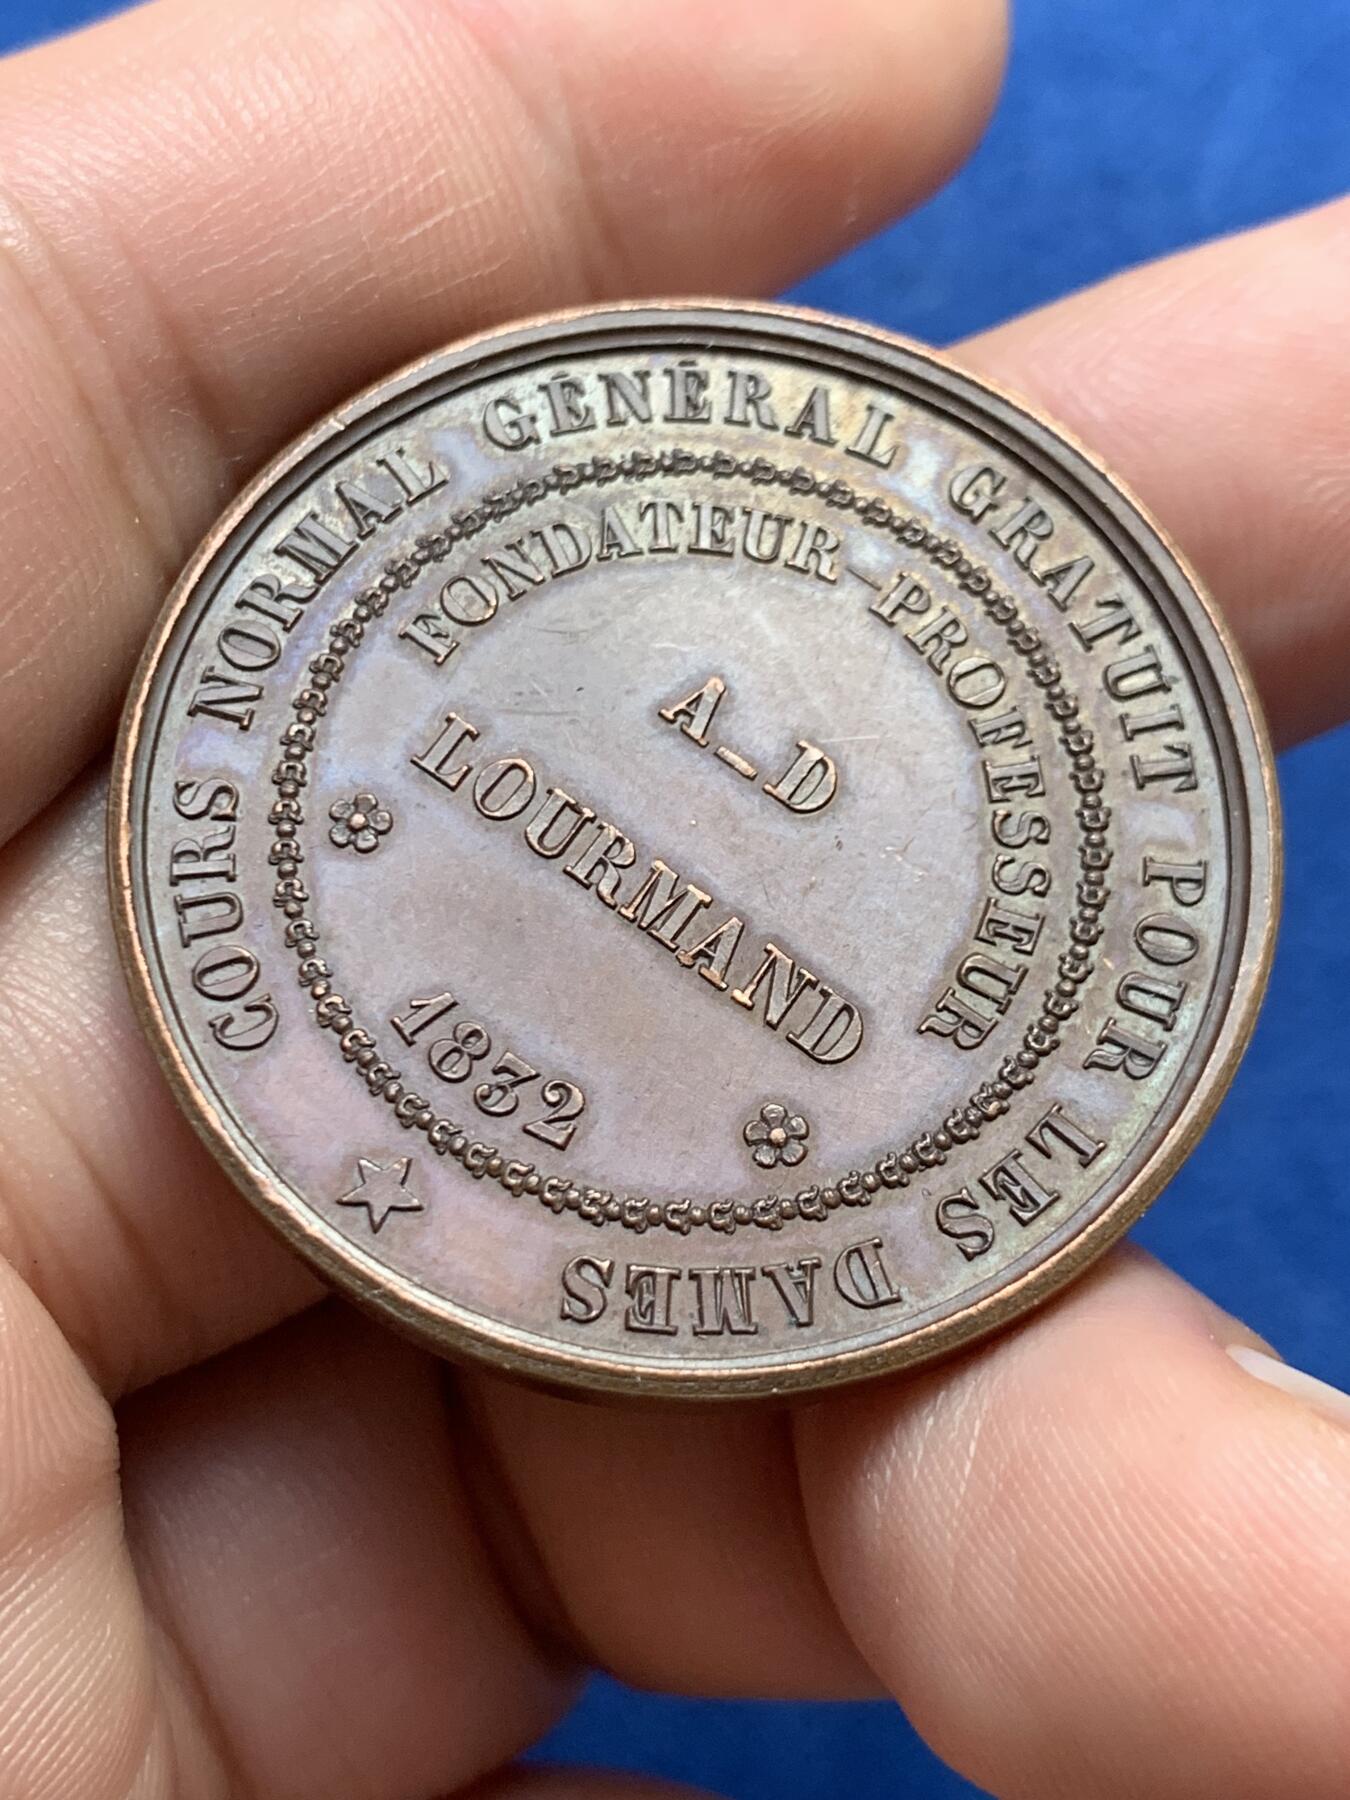 COURS NORMAL GÉNÉRAL GRATUIT POUR LES DAMES
FONDATEUR-PROFESSEUR
A_D
LOURMAND
1832